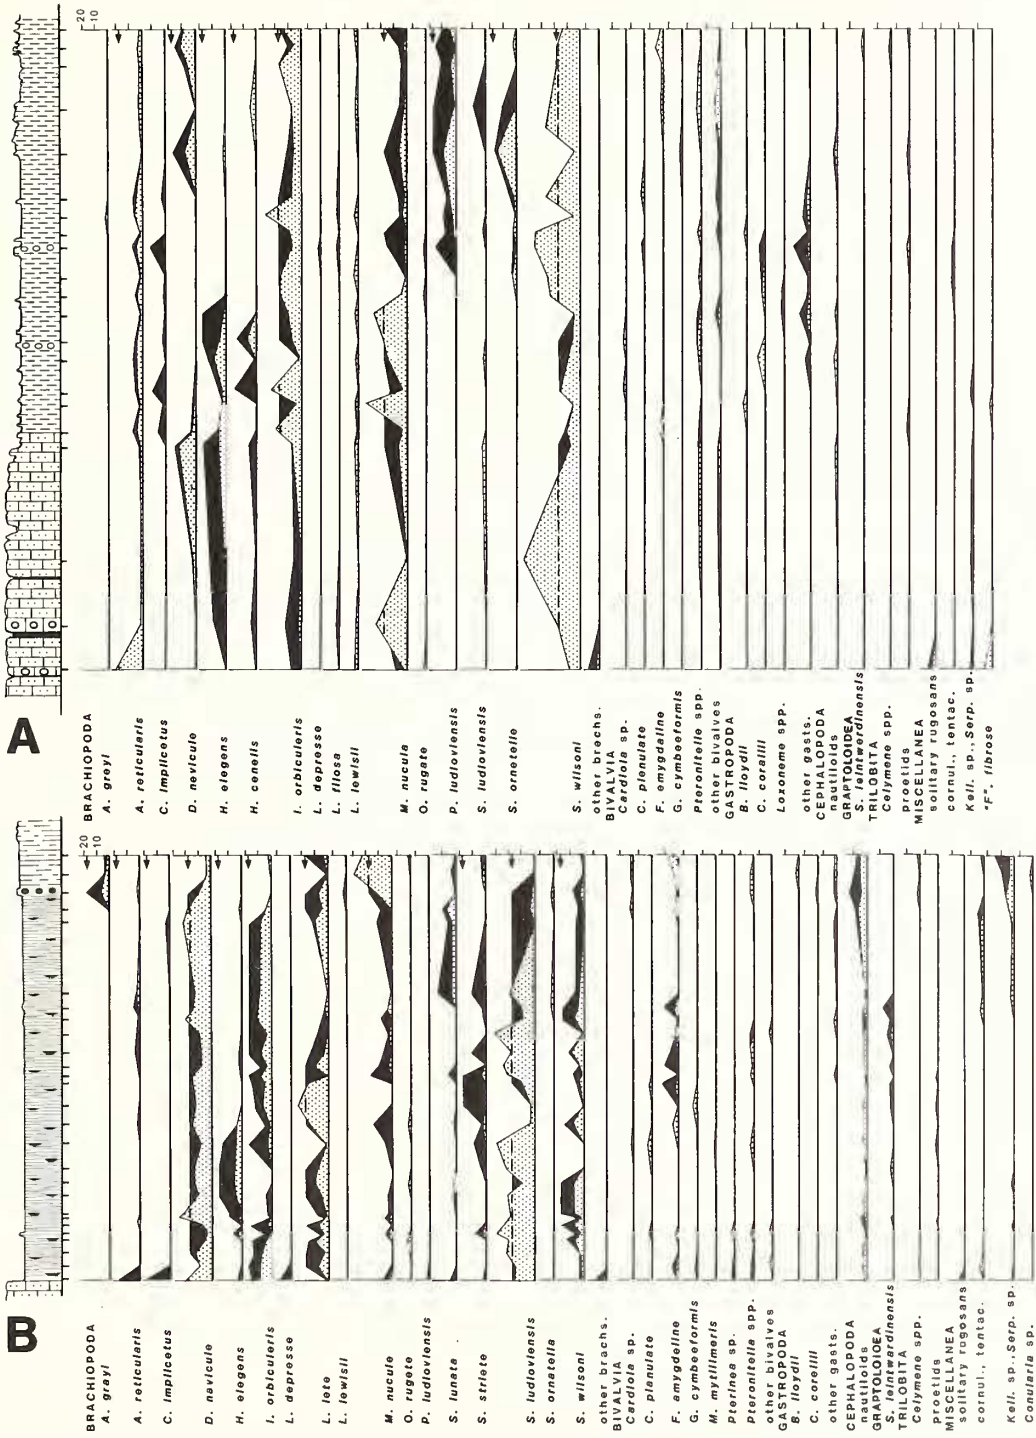 A
20
10
BRACHIOPODA
A. grayi
A. reticularis
C. implicatus
D. navicula
H. elegans
H. canalis
I. orbicularis
L. depressa
L. filosa
L. lewisii
M. nucula
O. rugata
P. ludloviensis
S. ludloviensis
S. ornatella
S. wilsoni
other brachs.
BIVALVIA
Cardiola sp.
C. planulata
F. amygdalina
G. cymbaeformis
Pteronitella spp.
other bivalves
GASTROPODA
B. lloydii
C. corallii
Loxonema spp.
other gasts.
CEPHALOPODA
nautiloids
GRAPTOLOIDEA
S. leintwardinensis
TRILOBITA
Calymene spp.
proetids
MISCELLANEA
solitary rugosans
cornul., tentac.
Keil. sp., Serp. sp.
"F". fibrosa
B
20
10
BRACHIOPODA
A. grayi
A. reticularis
C. implicatus
D. navicula
H. elegans
I. orbicularis
L. depressa
L. lata
L. lewisii
M. nucula
O. rugata
P. ludloviensis
S. lunata
S. striata
S. ludloviensis
S. ornatella
S. wilsoni
other brachs.
BIVALVIA
Cardiola sp.
C. planulata
F. amygdalina
G. cymbaeformis
M. mytilimeris
Pterinea sp.
Pteronitella spp.
other bivalves
GASTROPODA
B. lloydii
C. corallii
other gasts.
CEPHALOPODA
nautiloids
GRAPTOLOIDEA
S. leintwardinensis
TRILOBITA
Calymene spp.
proetids
MISCELLANEA
solitary rugosans
cornul., tentac.
Keil. sp., Serp. sp.
Conularia sp.